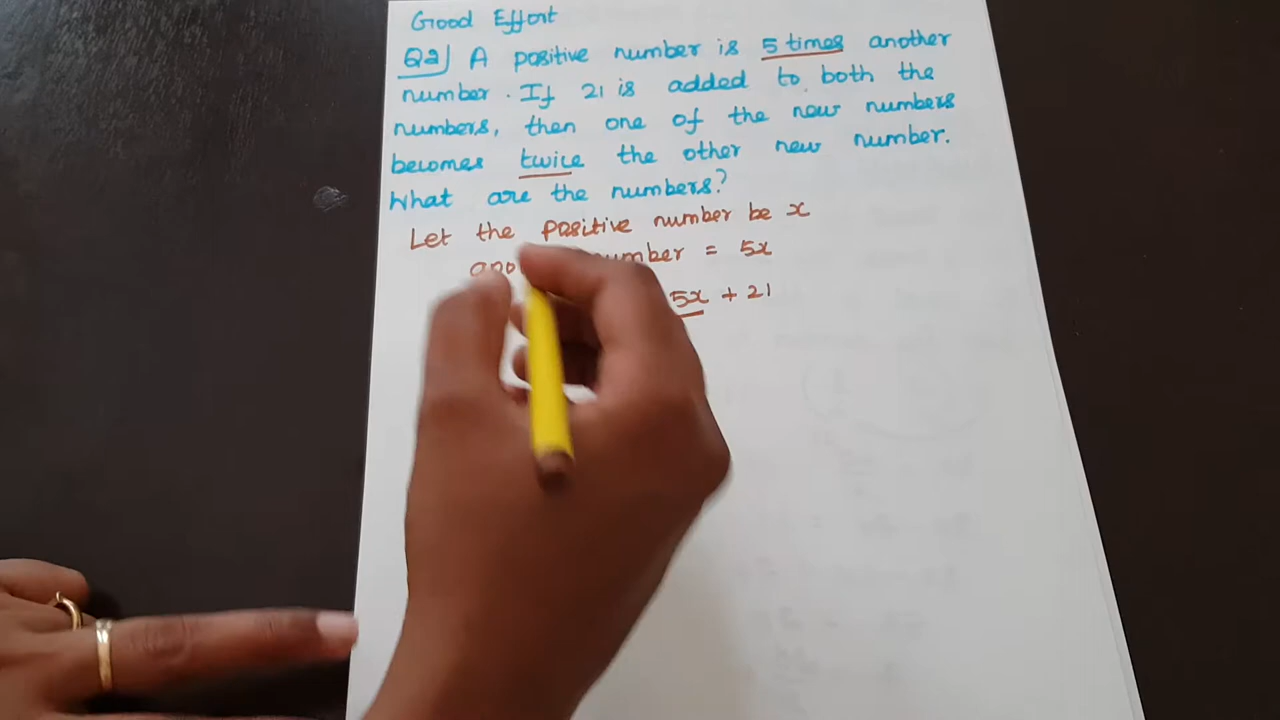 Good Effort
Q2) A positive number is 5 times another
number. If 21 is added to both the
numbers, then one of the new numbers
becomes twice the other new number.
What are the numbers?
Let the positive number be x
number = 5x
5x + 21